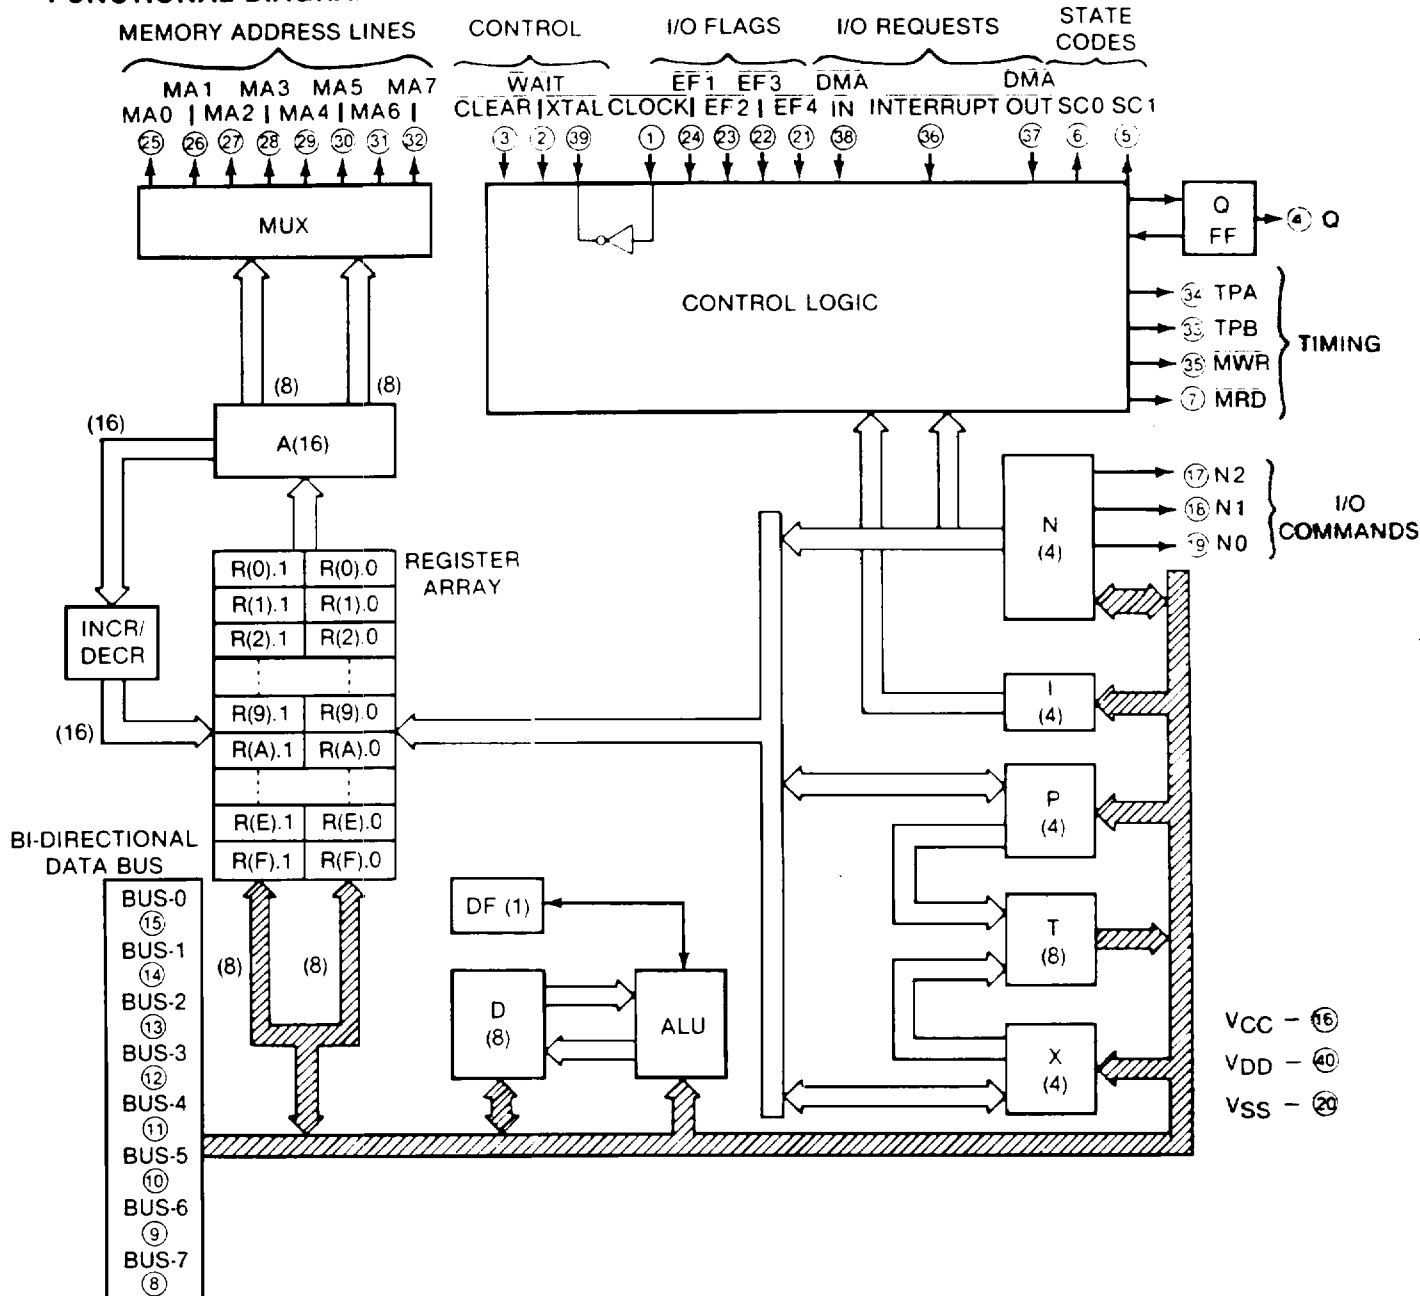 FUNCTIONAL DIAGRAM
MEMORY ADDRESS LINES
CONTROL
I/O FLAGS
I/O REQUESTS
STATE
CODES
MA1 MA3 MA5 MA7
MA0 | MA2 | MA4 | MA6 |
25 26 27 28 29 30 31 32
WAIT
CLEAR | XTAL CLOCK
EF1 EF3
| EF2 | EF4
DMA
IN
INTERRUPT
DMA
OUT
SC0 SC1
3 2 39 1 24 23 22 21 38 36 37 6 5
MUX
Q
FF
4 Q
CONTROL LOGIC
34 TPA
33 TPB
35 MWR
7 MRD
TIMING
(8) (8)
(16)
A(16)
17 N2
18 N1
19 N0
I/O
COMMANDS
N
(4)
REGISTER
ARRAY
R(0).1 R(0).0
R(1).1 R(1).0
R(2).1 R(2).0
R(9).1 R(9).0
R(A).1 R(A).0
R(E).1 R(E).0
R(F).1 R(F).0
INCR/
DECR
(16)
I
(4)
P
(4)
T
(8)
X
(4)
BI-DIRECTIONAL
DATA BUS
BUS-0
15
BUS-1
14
BUS-2
13
BUS-3
12
BUS-4
11
BUS-5
10
BUS-6
9
BUS-7
8
(8) (8)
DF (1)
D
(8)
ALU
VCC – 16
VDD – 40
VSS – 20